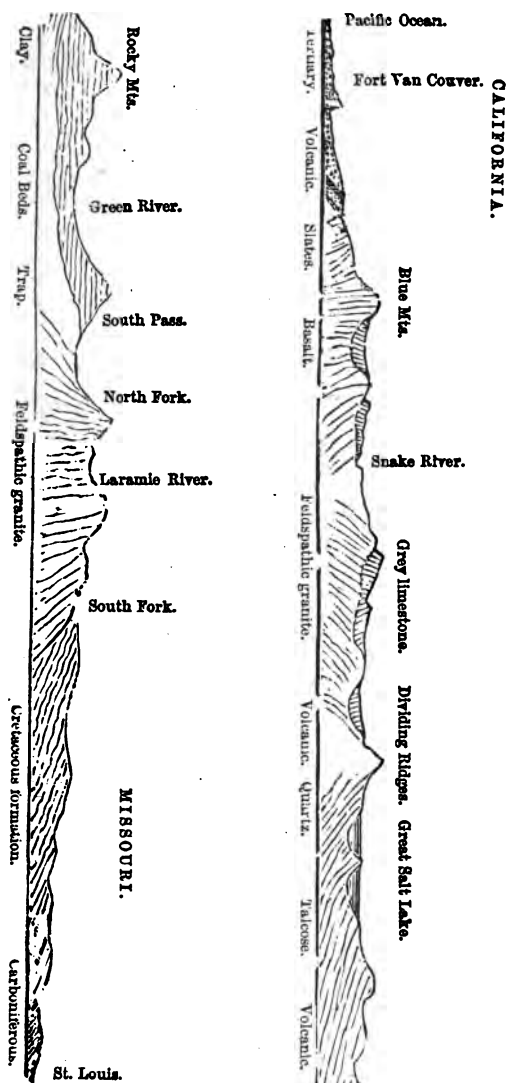 Pacific Ocean.
Fort Van Couver.
CALIFORNIA.
Blue Mts.
Snake River.
Grey limestone.
Dividing Ridges.
Great Salt Lake.
Tertiary.
Volcanic.
Slates.
Basalt.
Feldspathic granite.
Volcanic.
Quartz.
Talcose.
Volcanic.
Rocky Mts.
Green River.
South Pass.
North Fork.
Laramie River.
South Fork.
MISSOURI.
St. Louis.
Clay.
Coal Beds.
Trap.
Feldspathic granite.
Cretaceous formation.
Carboniferous.